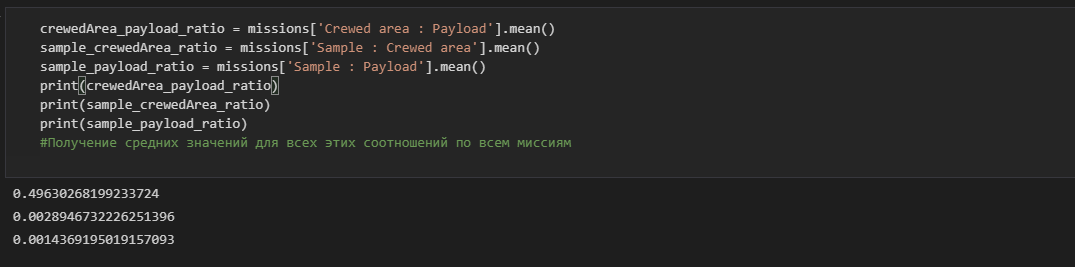 crewedArea_payload_ratio = missions['Crewed area : Payload'].mean()
sample_crewedArea_ratio = missions['Sample : Crewed area'].mean()
sample_payload_ratio = missions['Sample : Payload'].mean()
print(crewedArea_payload_ratio)
print(sample_crewedArea_ratio)
print(sample_payload_ratio)
#Получение средних значений для всех этих соотношений по всем миссиям
0.49630268199233724
0.0028946732226251396
0.0014369195019157093